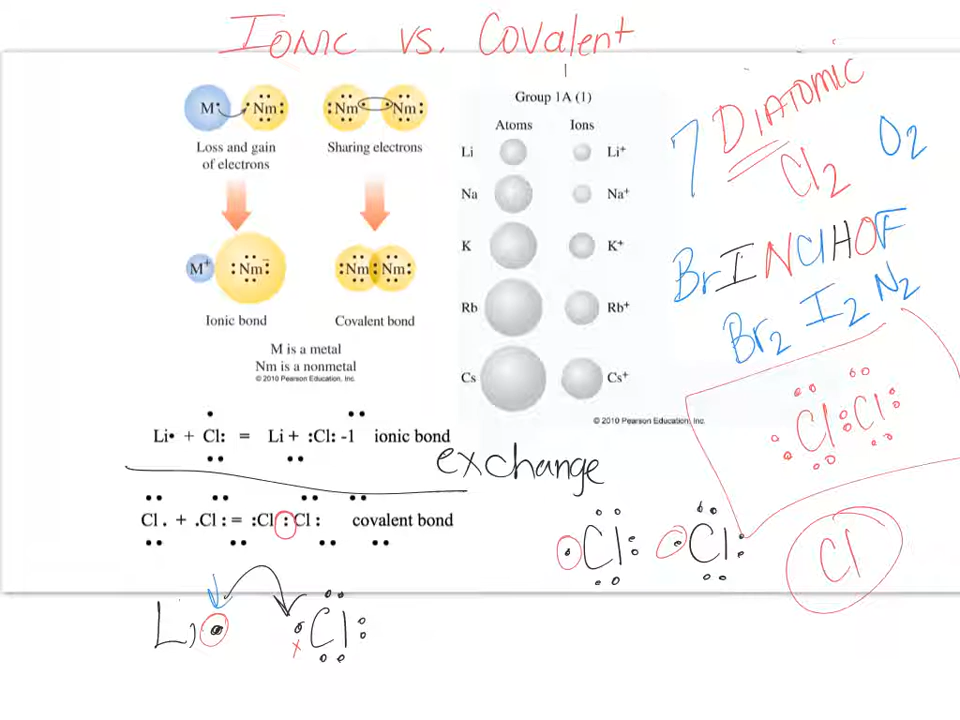 Ionic vs. Covalent
M• :Nm: :Nm Nm:
Loss and gain
of electrons
Sharing electrons
M+ :Nm:- :Nm:Nm:
Ionic bond
Covalent bond
M is a metal
Nm is a nonmetal
© 2010 Pearson Education, Inc.
Group 1A (1)
Atoms Ions
Li Li+
Na Na+
K K+
Rb Rb+
Cs Cs+
© 2010 Pearson Education, Inc.
7 DIATOMIC
Cl2 O2
BrINClHOF
Br2 I2 N2
Cl:Cl:
Li• + Cl: = Li + :Cl: -1 ionic bond
exchange
Cl . + .Cl : = :Cl : Cl : covalent bond
•Cl: •Cl:
Cl
Li• •Cl:
x